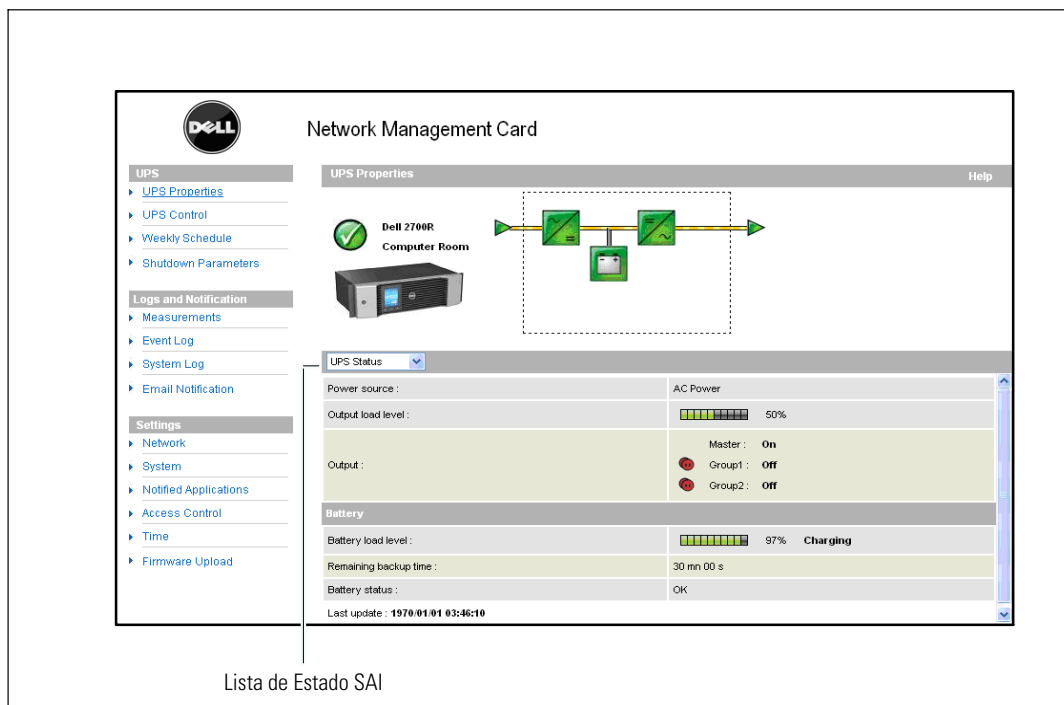 DELL
Network Management Card
UPS
UPS Properties
UPS Control
Weekly Schedule
Shutdown Parameters
Logs and Notification
Measurements
Event Log
System Log
Email Notification
Settings
Network
System
Notified Applications
Access Control
Time
Firmware Upload
UPS Properties Help
Dell 2700R
Computer Room
UPS Status
Power source : AC Power
Output load level : 50%
Output :
Master : On
Group1 : Off
Group2 : Off
Battery
Battery load level : 97% Charging
Remaining backup time : 30 mn 00 s
Battery status : OK
Last update : 1970/01/01 03:46:10
Lista de Estado SAI